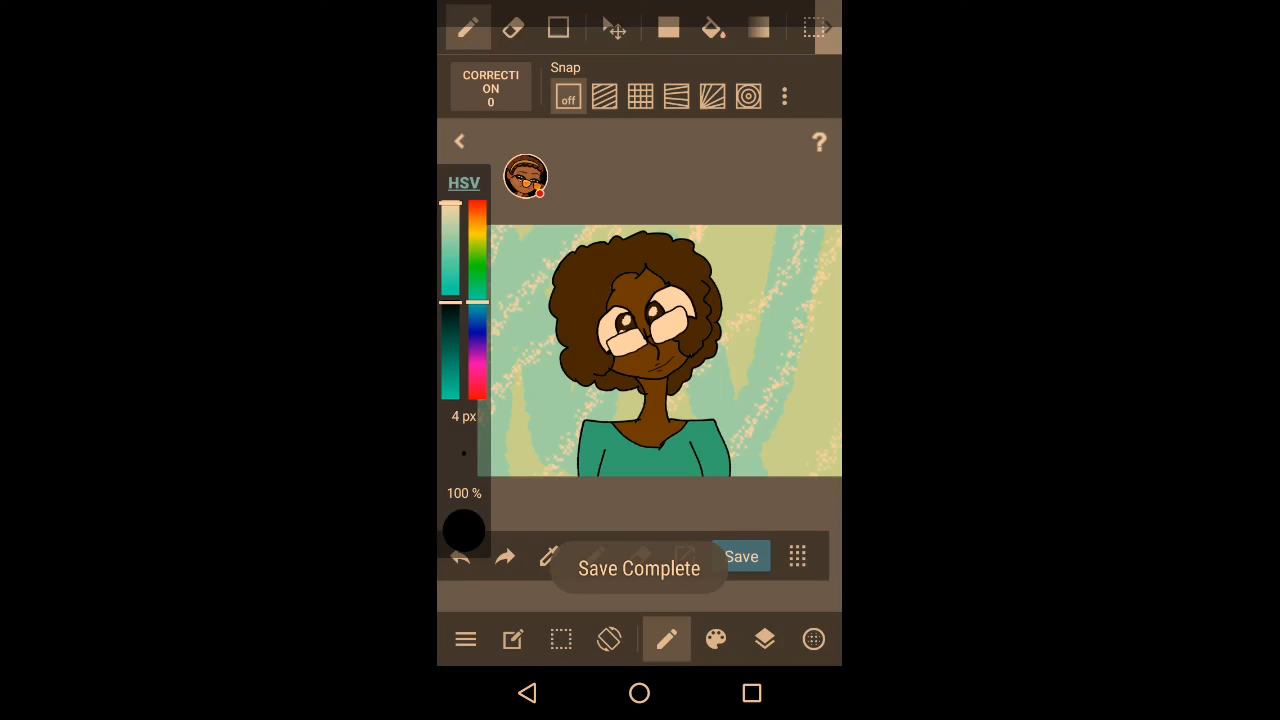 Snap
CORRECTI
ON
0
off
?
HSV
4 px
100 %
Save
Save Complete